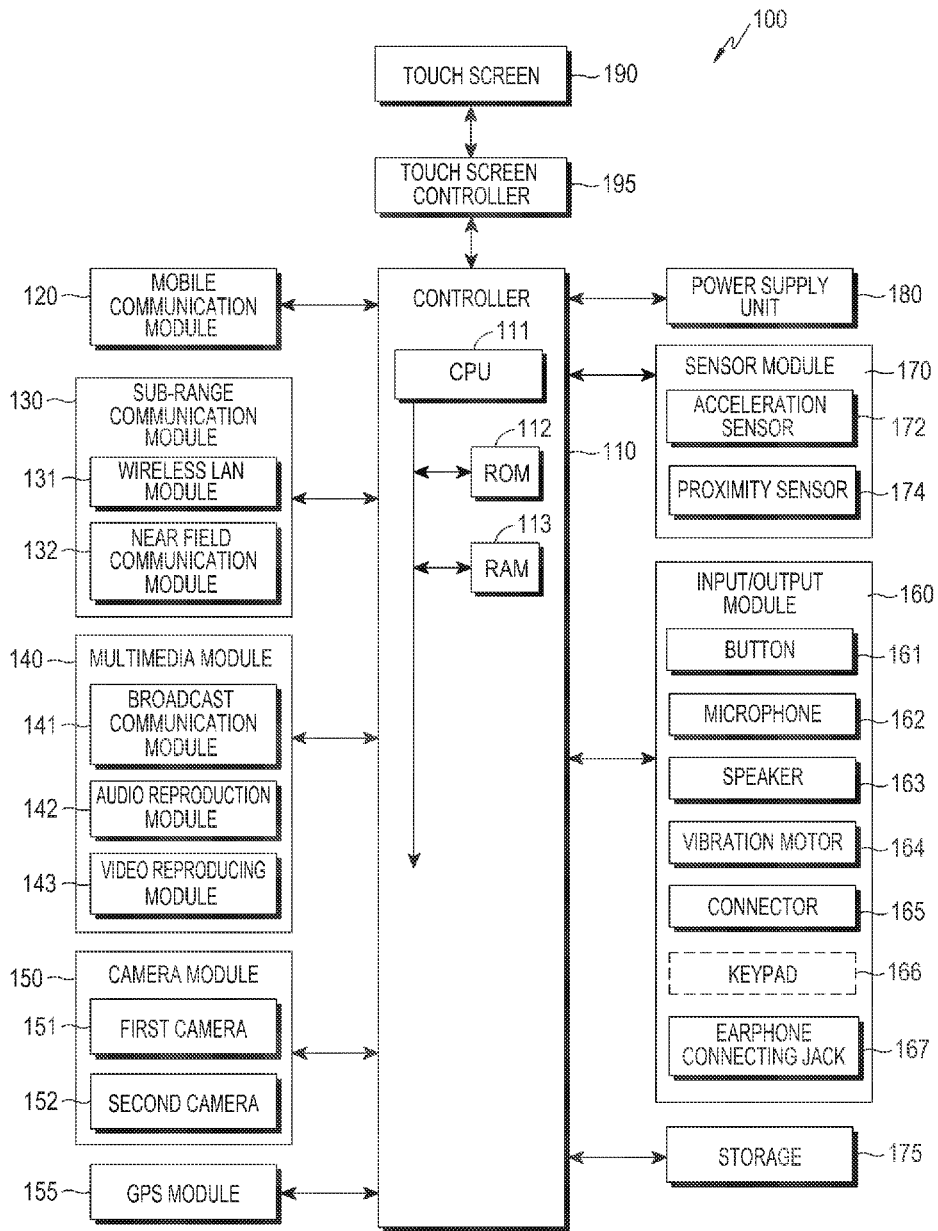 100
TOUCH SCREEN
190
TOUCH SCREEN
CONTROLLER
195
120
MOBILE
COMMUNICATION
MODULE
130
SUB-RANGE
COMMUNICATION
MODULE
131
WIRELESS LAN
MODULE
132
NEAR FIELD
COMMUNICATION
MODULE
140
MULTIMEDIA MODULE
141
BROADCAST
COMMUNICATION
MODULE
142
AUDIO REPRODUCTION
MODULE
143
VIDEO REPRODUCING
MODULE
150
CAMERA MODULE
151
FIRST CAMERA
152
SECOND CAMERA
155
GPS MODULE
CONTROLLER
111
CPU
112
ROM
113
RAM
110
POWER SUPPLY
UNIT
180
SENSOR MODULE
170
ACCELERATION
SENSOR
172
PROXIMITY SENSOR
174
INPUT/OUTPUT
MODULE
160
BUTTON
161
MICROPHONE
162
SPEAKER
163
VIBRATION MOTOR
164
CONNECTOR
165
KEYPAD
166
EARPHONE
CONNECTING JACK
167
STORAGE
175